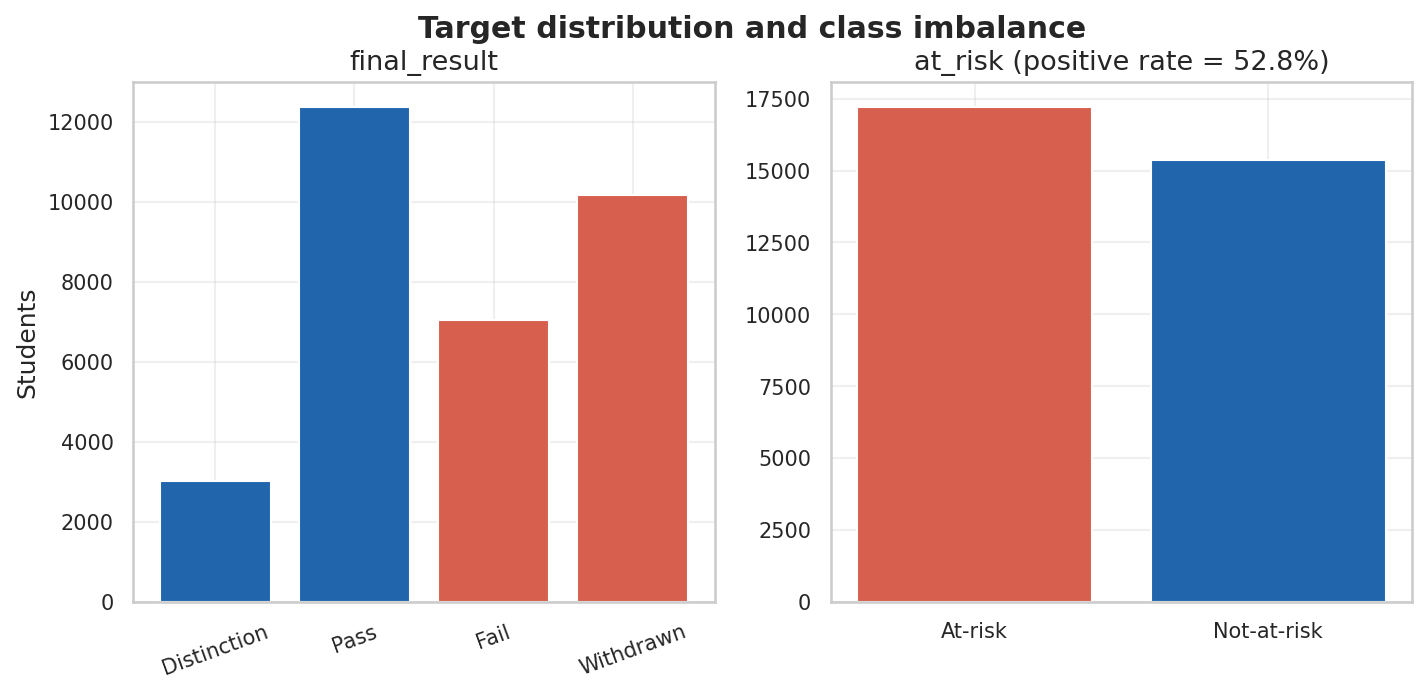 Target distribution and class imbalance
final_result
Students
12000
10000
8000
6000
4000
2000
0
Distinction
Pass
Fail
Withdrawn
at_risk (positive rate = 52.8%)
17500
15000
12500
10000
7500
5000
2500
0
At-risk
Not-at-risk